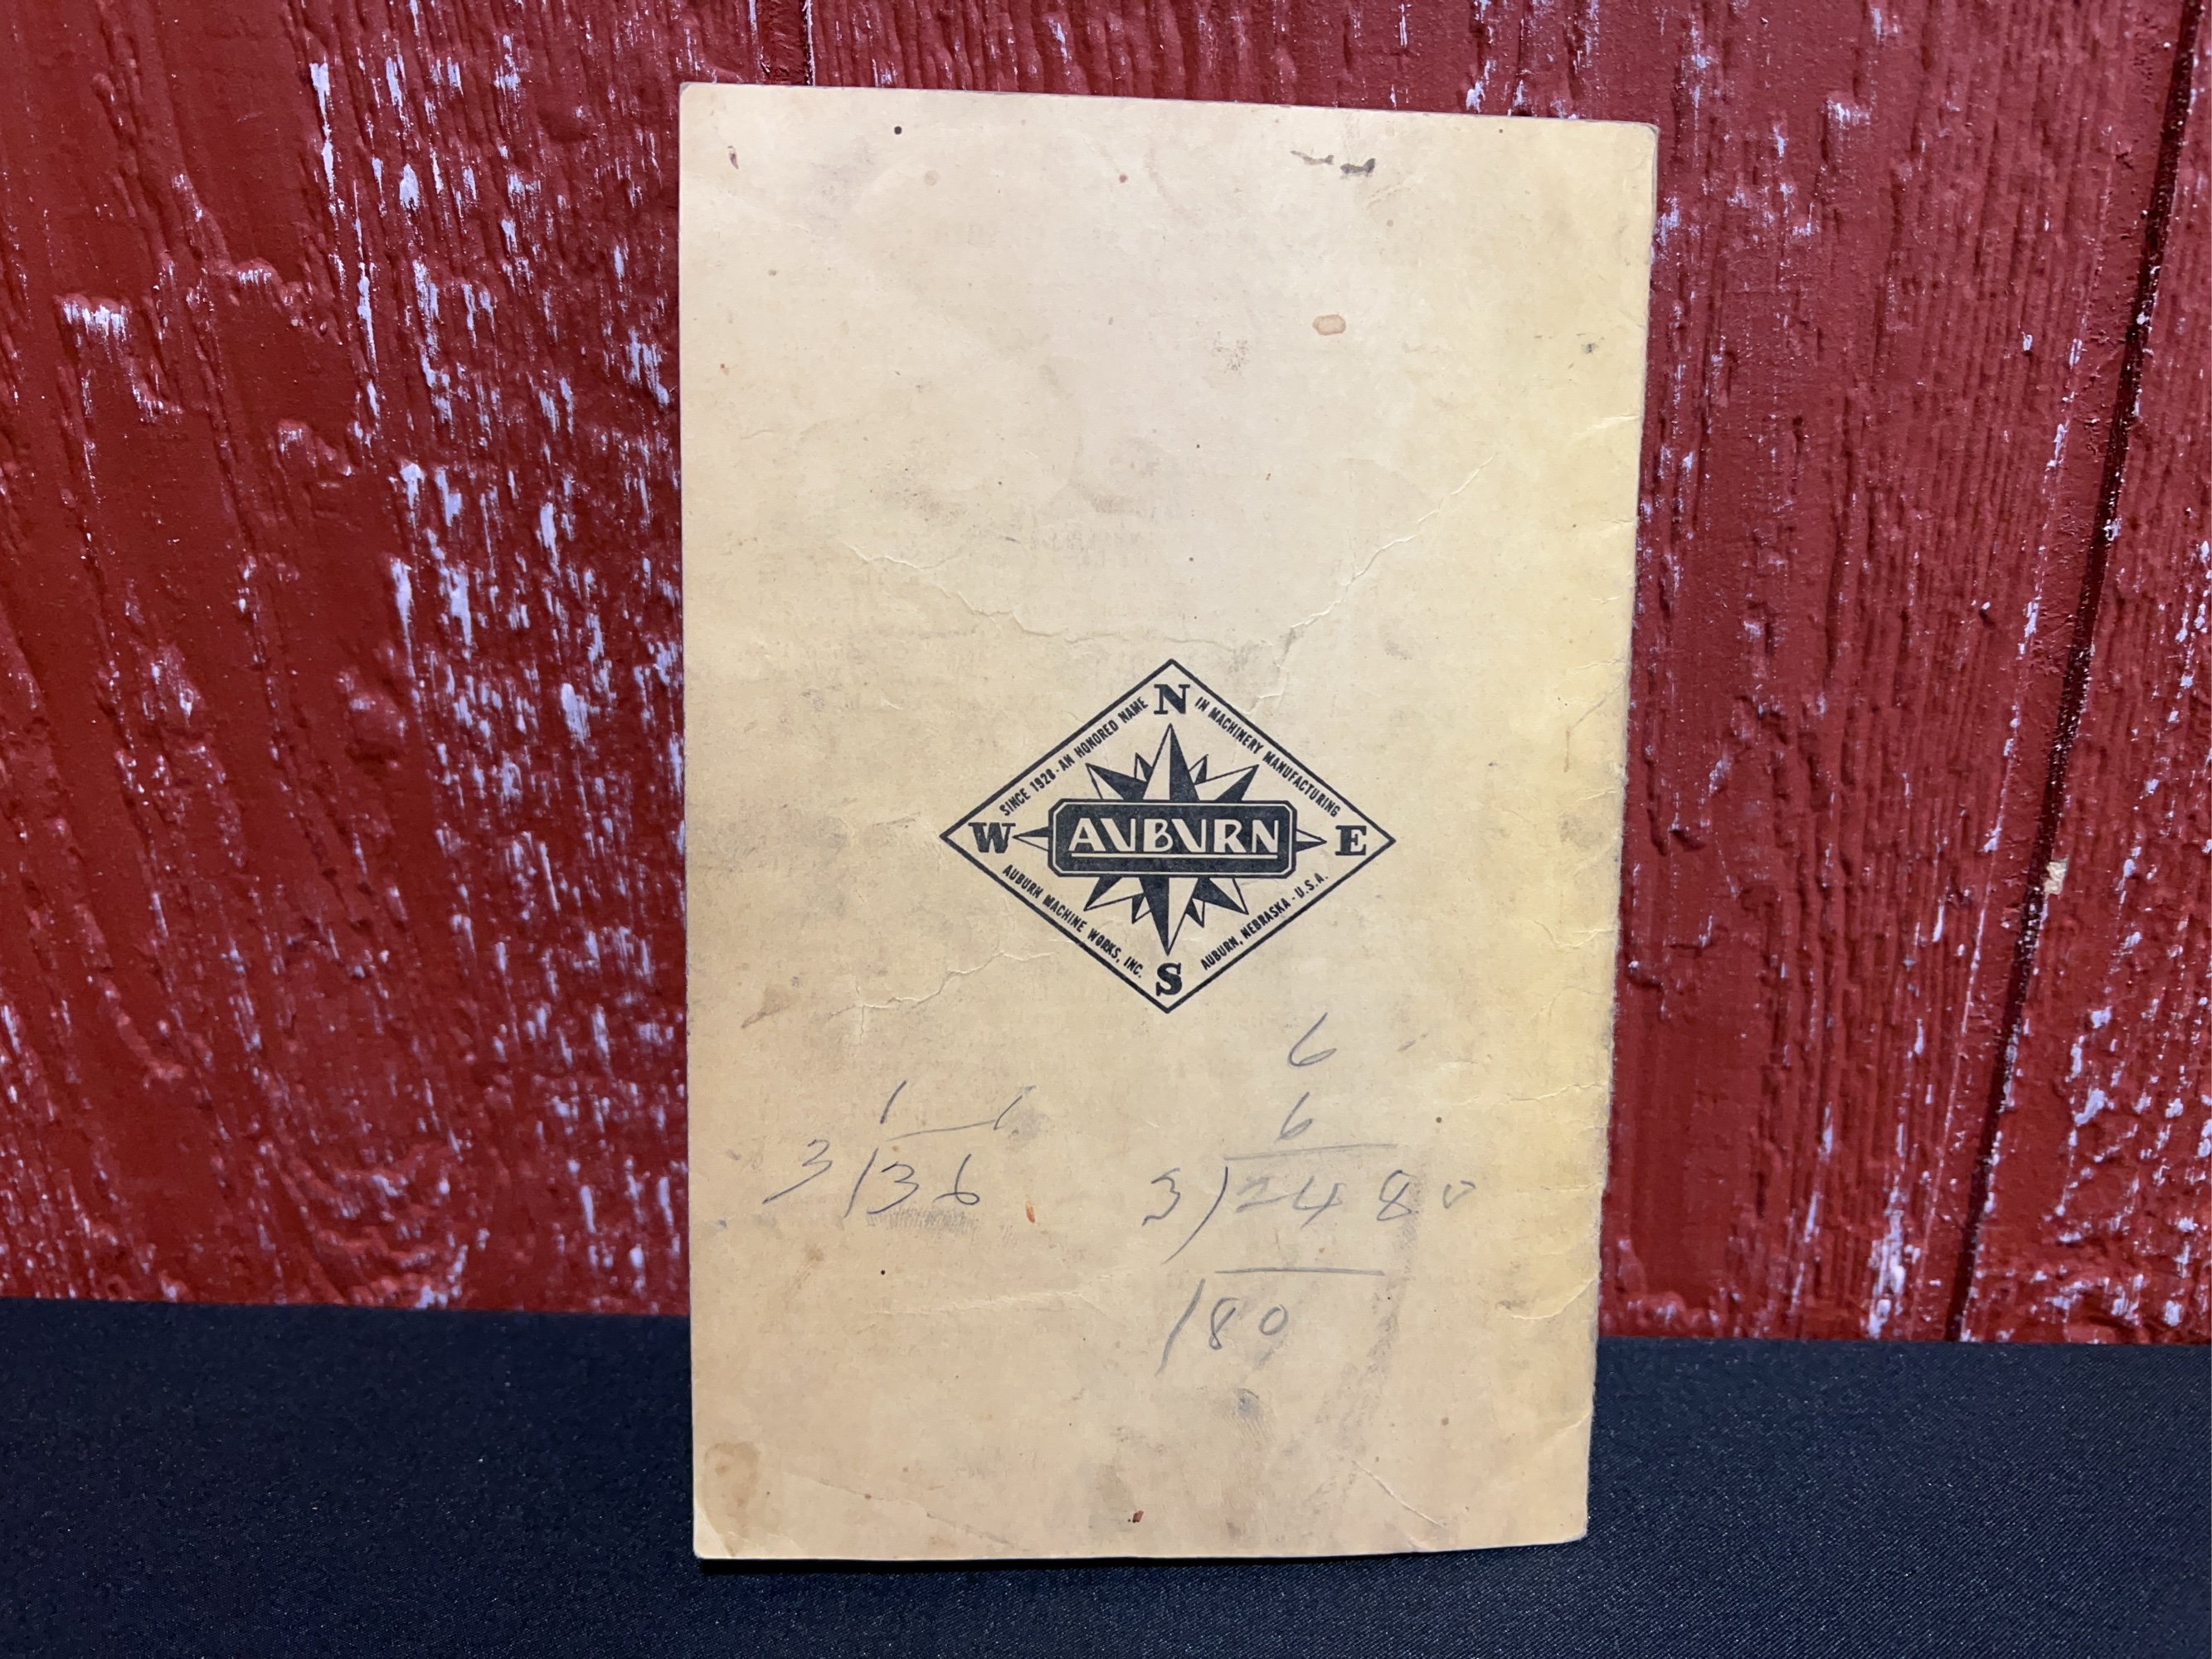 N
SINCE 1928 - AN HONORED NAME
IN MACHINERY MANUFACTURING
W
AUBURN
E
AUBURN MACHINE WORKS, INC.
AUBURN, NEBRASKA - U.S.A.
S
6
1 1
6
3)36
3)2480
180